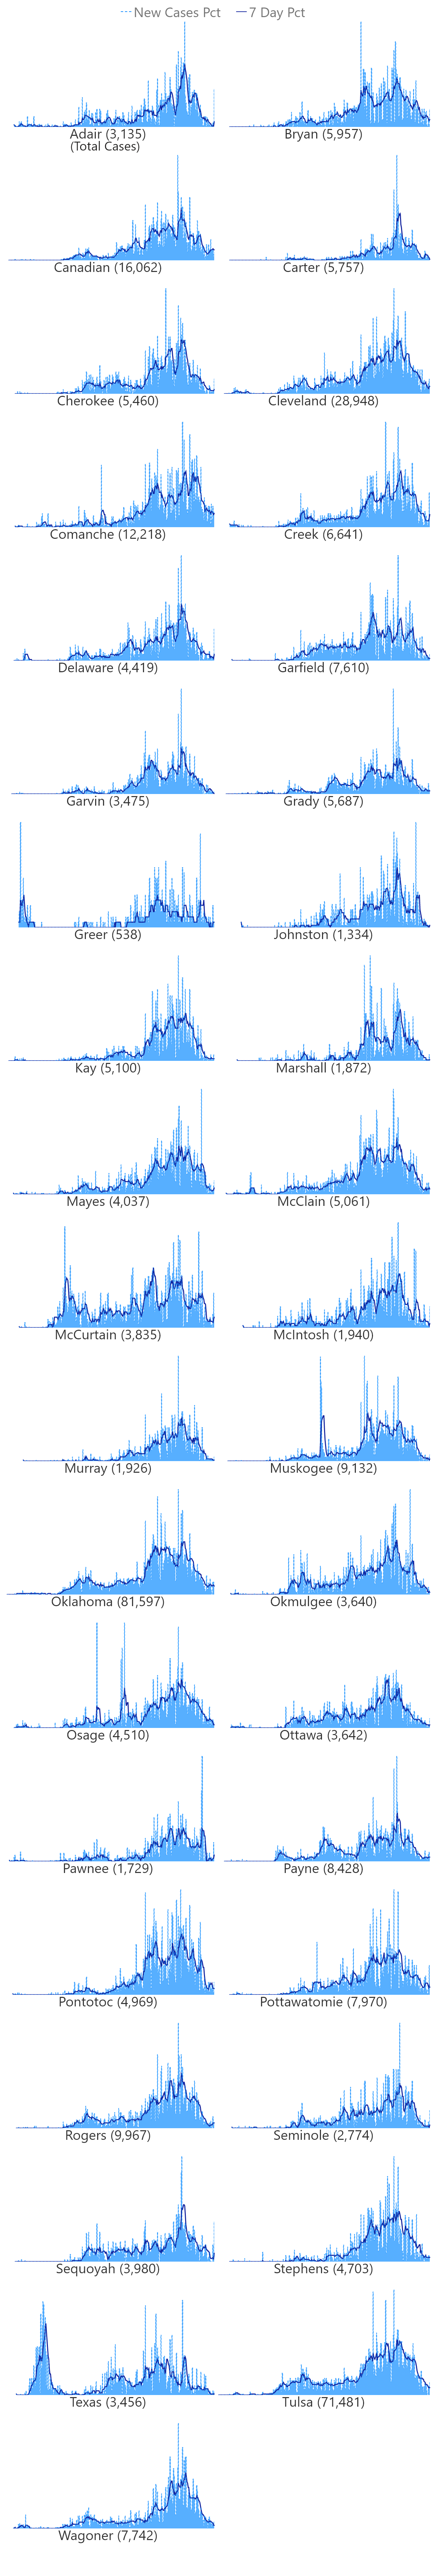 New Cases Pct 7 Day Pct
Adair (3,135)
(Total Cases)
Bryan (5,957)
Canadian (16,062)
Carter (5,757)
Cherokee (5,460)
Cleveland (28,948)
Comanche (12,218)
Creek (6,641)
Delaware (4,419)
Garfield (7,610)
Garvin (3,475)
Grady (5,687)
Greer (538)
Johnston (1,334)
Kay (5,100)
Marshall (1,872)
Mayes (4,037)
McClain (5,061)
McCurtain (3,835)
McIntosh (1,940)
Murray (1,926)
Muskogee (9,132)
Oklahoma (81,597)
Okmulgee (3,640)
Osage (4,510)
Ottawa (3,642)
Pawnee (1,729)
Payne (8,428)
Pontotoc (4,969)
Pottawatomie (7,970)
Rogers (9,967)
Seminole (2,774)
Sequoyah (3,980)
Stephens (4,703)
Texas (3,456)
Tulsa (71,481)
Wagoner (7,742)